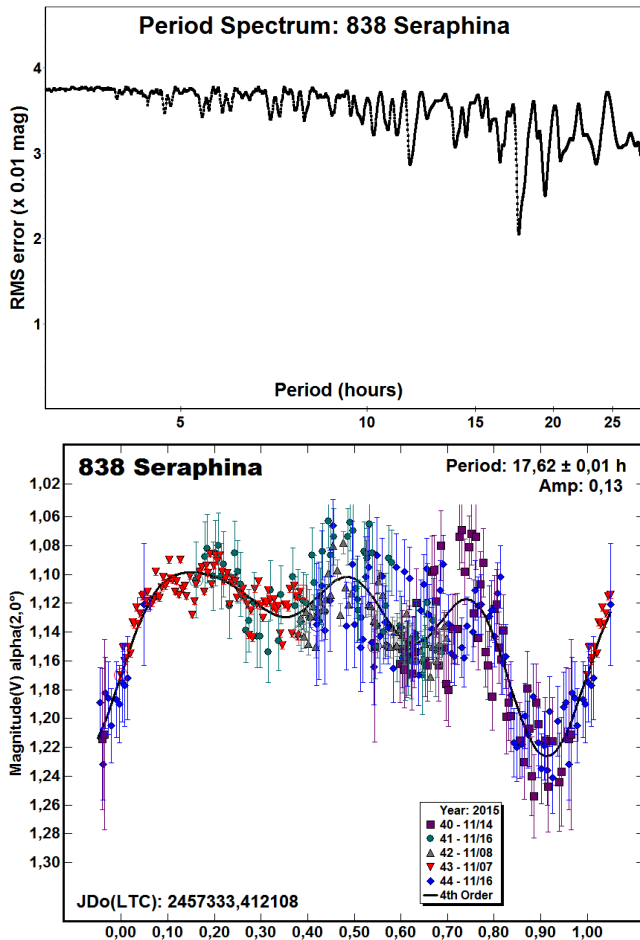 Period Spectrum: 838 Seraphina
RMS error (x 0.01 mag)
4
3
2
1
Period (hours)
5
10
15
20
25
838 Seraphina
Period: 17,62 ± 0,01 h
Amp: 0,13
Magnitude(V) alpha(2,0°)
1,02
1,06
1,08
1,10
1,12
1,14
1,16
1,18
1,20
1,22
1,24
1,26
1,28
1,30
Year: 2015
40 - 11/14
41 - 11/16
42 - 11/08
43 - 11/07
44 - 11/16
4th Order
JDo(LTC): 2457333,412108
0,00 0,10 0,20 0,30 0,40 0,50 0,60 0,70 0,80 0,90 1,00